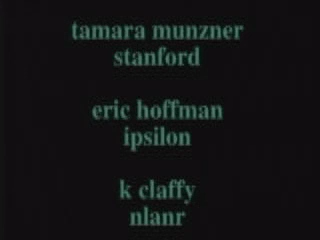 tamara munzner
stanford
eric hoffman
ipsilon
k claffy
nlanr